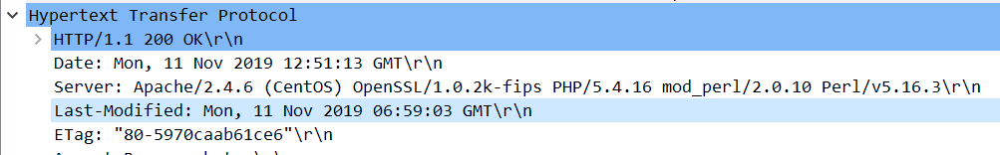 Hypertext Transfer Protocol
HTTP/1.1 200 OK\r\n
Date: Mon, 11 Nov 2019 12:51:13 GMT\r\n
Server: Apache/2.4.6 (CentOS) OpenSSL/1.0.2k-fips PHP/5.4.16 mod_perl/2.0.10 Perl/v5.16.3\r\n
Last-Modified: Mon, 11 Nov 2019 06:59:03 GMT\r\n
ETag: "80-5970caab61ce6"\r\n